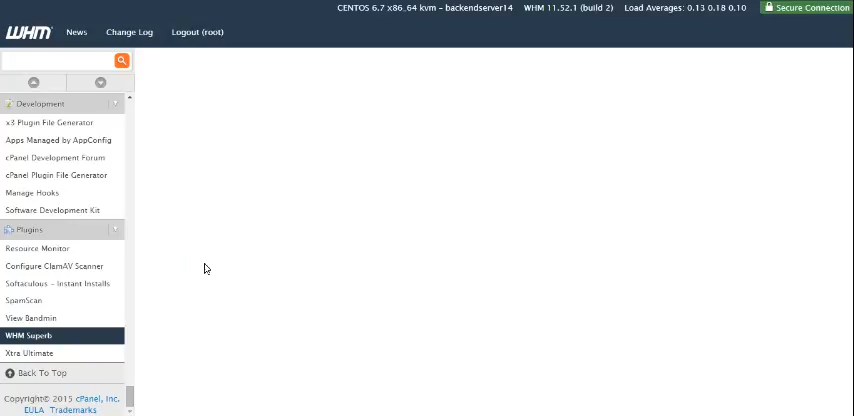 CENTOS 6.7 x86_64 kvm – backendserver14 WHM 11.52.1 (build 2) Load Averages: 0.13 0.18 0.10 Secure Connection
WHM News Change Log Logout (root)
Development
x3 Plugin File Generator
Apps Managed by AppConfig
cPanel Development Forum
cPanel Plugin File Generator
Manage Hooks
Software Development Kit
Plugins
Resource Monitor
Configure ClamAV Scanner
Softaculous – Instant Installs
SpamScan
View Bandmin
WHM Superb
Xtra Ultimate
Back To Top
Copyright© 2015 cPanel, Inc.
EULA Trademarks